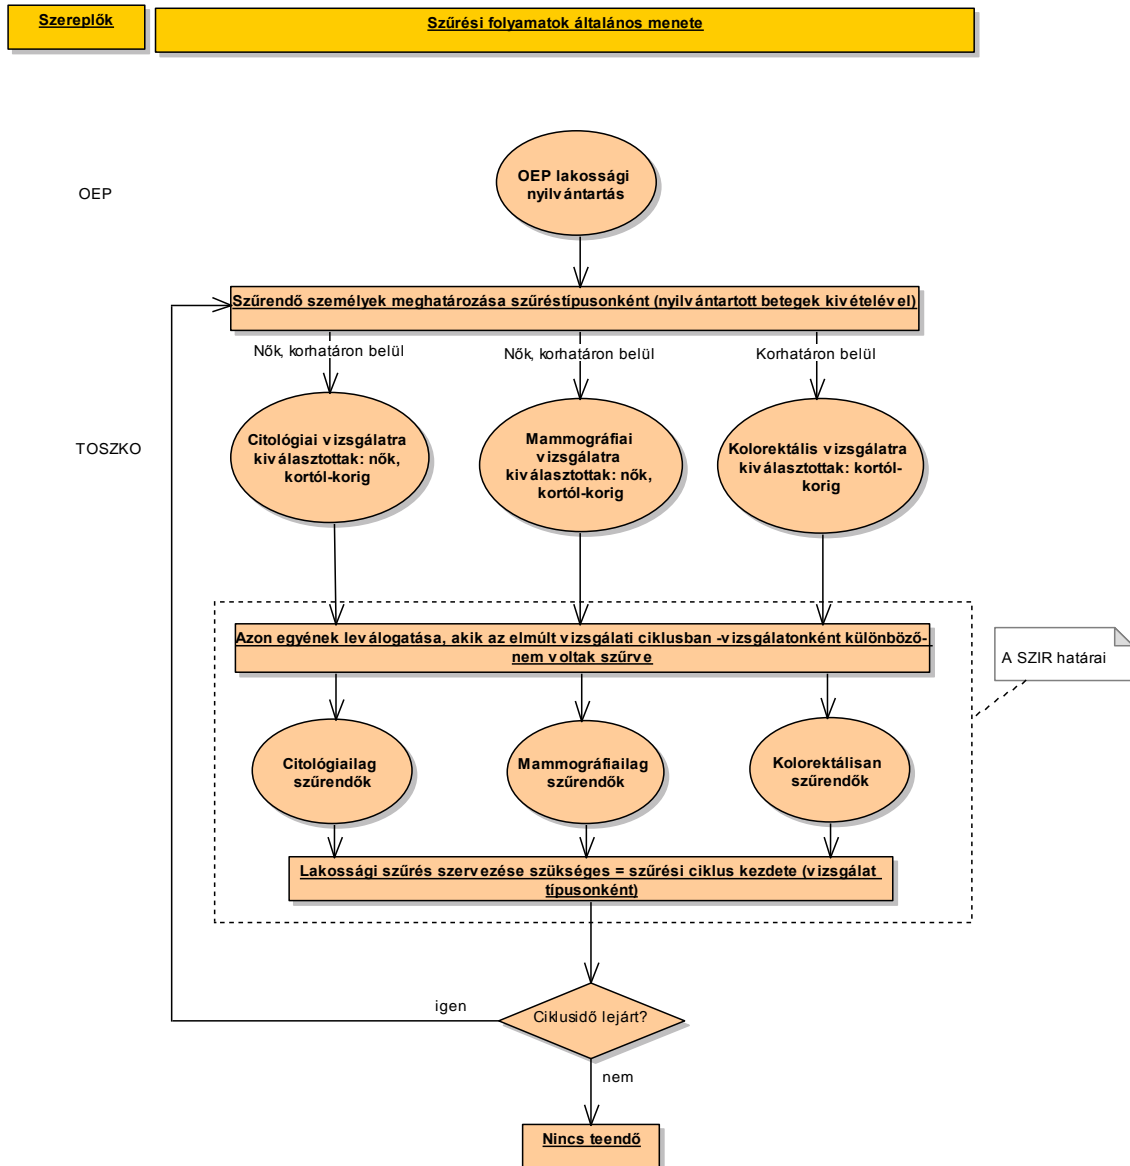 Szereplők
Szűrési folyamatok általános menete
OEP
OEP lakossági
nyilvántartás
Szűrendő személyek meghatározása szűréstípusonként (nyilvántartott betegek kivételével)
Nők, korhatáron belül
Nők, korhatáron belül
Korhatáron belül
TOSZKO
Citológiai vizsgálatra
kiválasztottak: nők,
kortól-korig
Mammográfiai
vizsgálatra
kiválasztottak: nők,
kortól-korig
Kolorektális vizsgálatra
kiválasztottak: kortól-
korig
Azon egyének leválogatása, akik az elmúlt vizsgálati ciklusban -vizsgálatonként különböző-
nem voltak szűrve
A SZIR határai
Citológiailag
szűrendők
Mammográfiailag
szűrendők
Kolorektálisan
szűrendők
Lakossági szűrés szervezése szükséges = szűrési ciklus kezdete (vizsgálat
típusonként)
igen
Ciklusidő lejárt?
nem
Nincs teendő